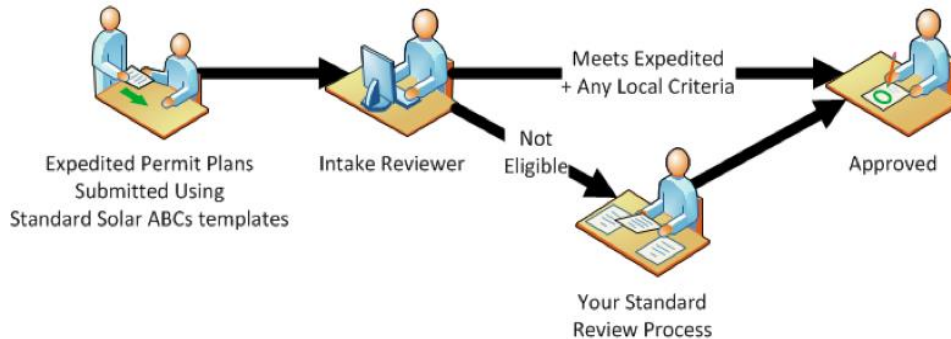 Expedited Permit Plans
Submitted Using
Standard Solar ABCs templates
Intake Reviewer
Meets Expedited
+ Any Local Criteria
Not
Eligible
Your Standard
Review Process
Approved